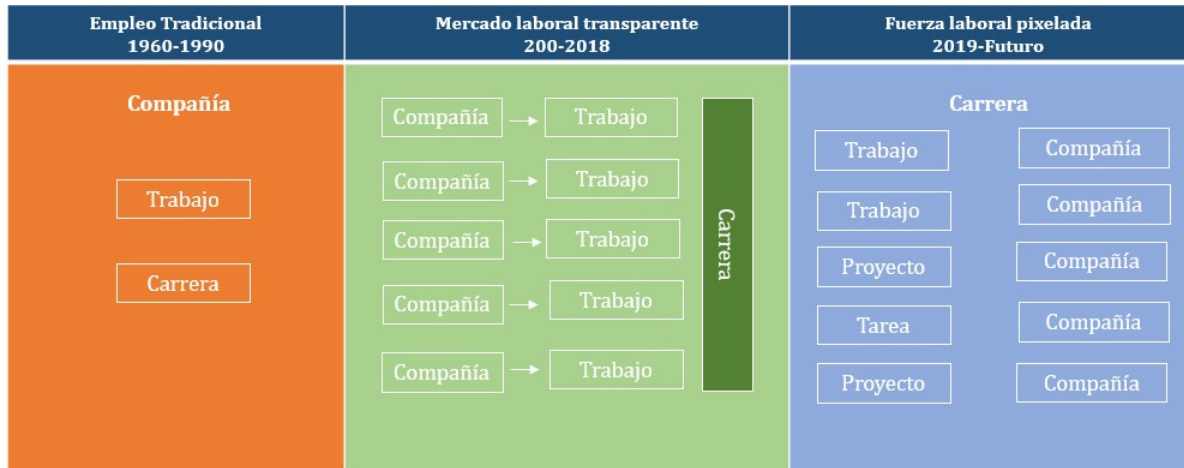 Empleo Tradicional
1960-1990
Mercado laboral transparente
200-2018
Fuerza laboral pixelada
2019-Futuro
Compañía
Trabajo
Carrera
Compañía
Trabajo
Compañía
Trabajo
Compañía
Trabajo
Compañía
Trabajo
Compañía
Trabajo
Carrera
Carrera
Trabajo
Compañía
Trabajo
Compañía
Proyecto
Compañía
Tarea
Compañía
Proyecto
Compañía